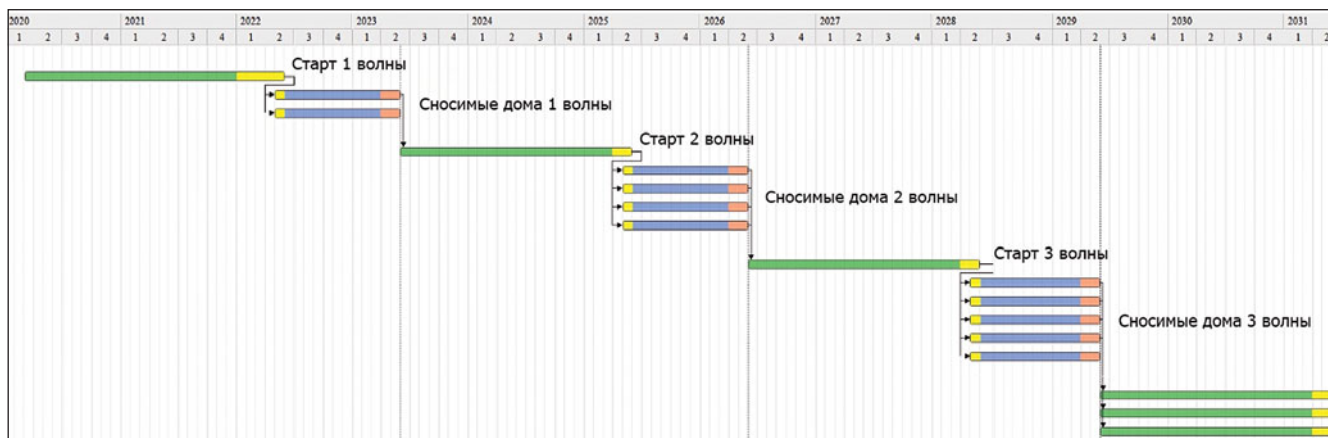 2020 2021 2022 2023 2024 2025 2026 2027 2028 2029 2030 2031
1 2 3 4 1 2 3 4 1 2 3 4 1 2 3 4 1 2 3 4 1 2 3 4 1 2 3 4 1 2 3 4 1 2 3 4 1 2 3 4 1 2 3 4 1 2
Старт 1 волны
Сносимые дома 1 волны
Старт 2 волны
Сносимые дома 2 волны
Старт 3 волны
Сносимые дома 3 волны